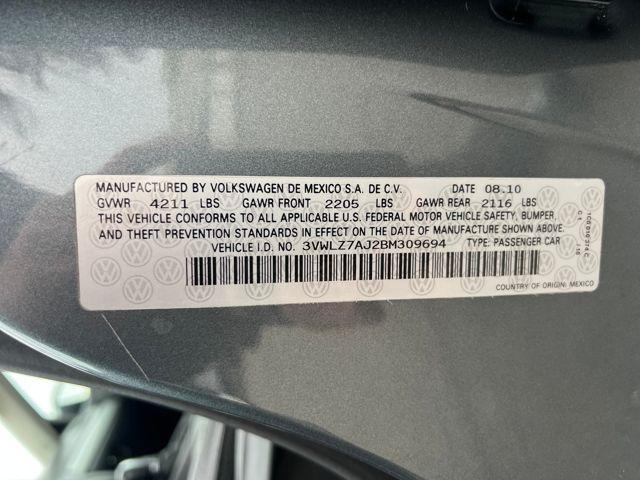 MANUFACTURED BY VOLKSWAGEN DE MEXICO S.A. DE C.V. DATE 08.10
GVWR 4211 LBS GAWR FRONT 2205 LBS GAWR REAR 2116 LBS
THIS VEHICLE CONFORMS TO ALL APPLICABLE U.S. FEDERAL MOTOR VEHICLE SAFETY, BUMPER,
AND THEFT PREVENTION STANDARDS IN EFFECT ON THE DATE OF MANUFACTURE SHOWN ABOVE.
VEHICLE I.D. NO. 3VWLZ7AJ2BM309694 TYPE: PASSENGER CAR
COUNTRY OF ORIGIN: MEXICO